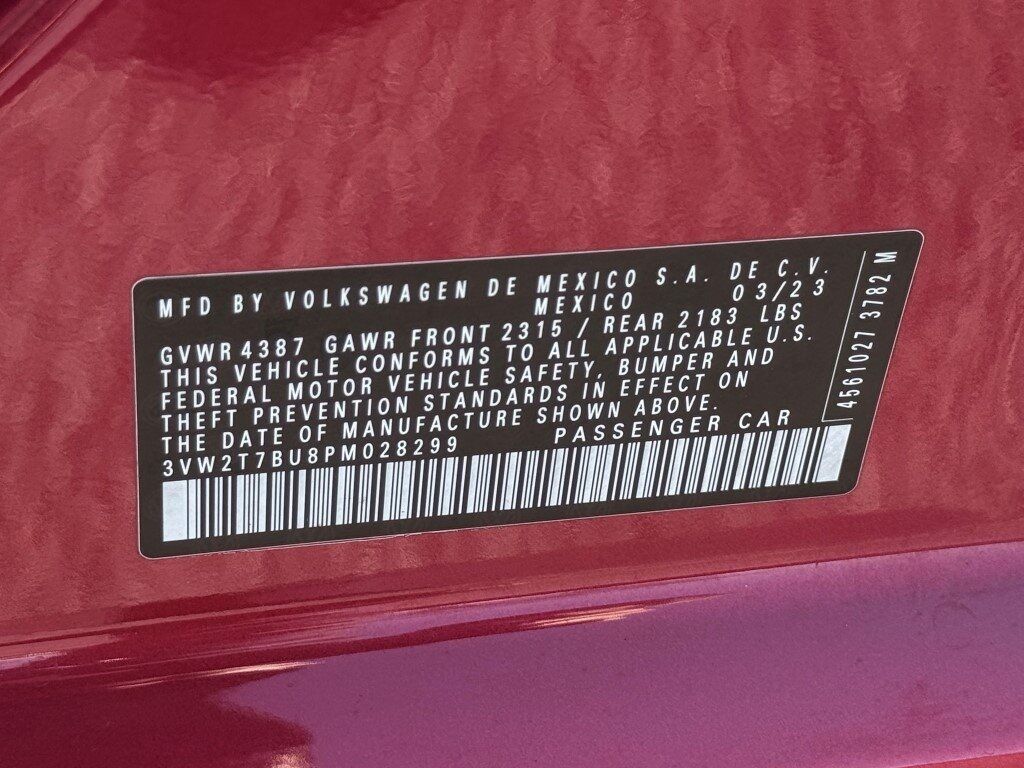 MFD BY VOLKSWAGEN DE MEXICO S.A. DE C.V.
MEXICO 03/23
GVWR 4387 GAWR FRONT 2315 / REAR 2183 LBS
THIS VEHICLE CONFORMS TO ALL APPLICABLE U.S.
FEDERAL MOTOR VEHICLE SAFETY, BUMPER AND
THEFT PREVENTION STANDARDS IN EFFECT ON
THE DATE OF MANUFACTURE SHOWN ABOVE.
3VW2T7BU8PM028299 PASSENGER CAR
4561027 3782 M